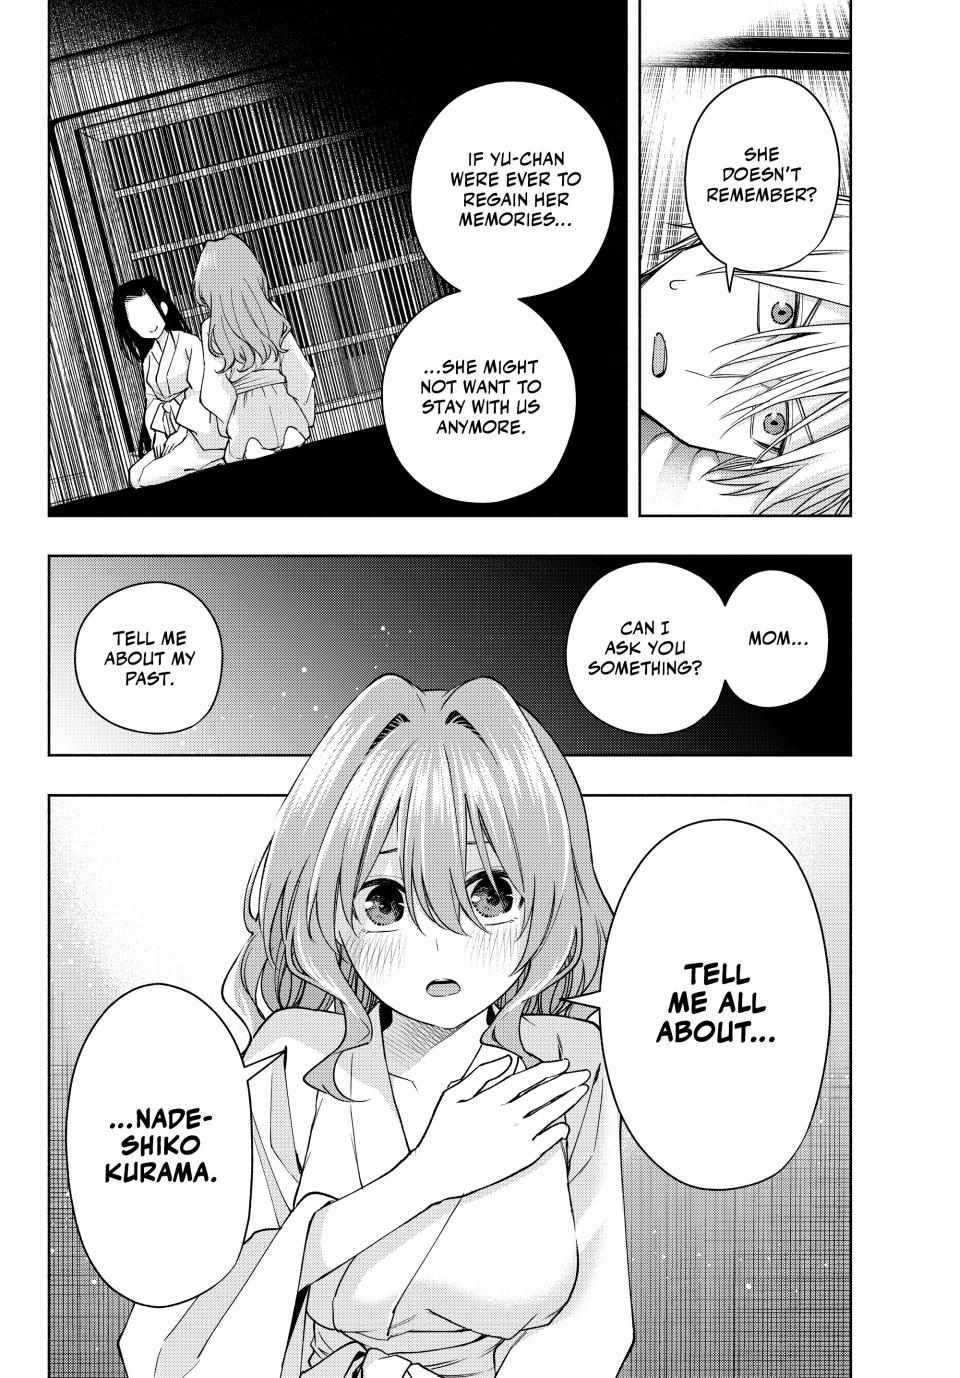 SHE
DOESN'T
REMEMBER?
IF YU-CHAN
WERE EVER TO
REGAIN HER
MEMORIES...
...SHE MIGHT
NOT WANT TO
STAY WITH US
ANYMORE.
MOM...
CAN I
ASK YOU
SOMETHING?
TELL ME
ABOUT MY
PAST.
TELL
ME ALL
ABOUT...
...NADE-
SHIKO
KURAMA.